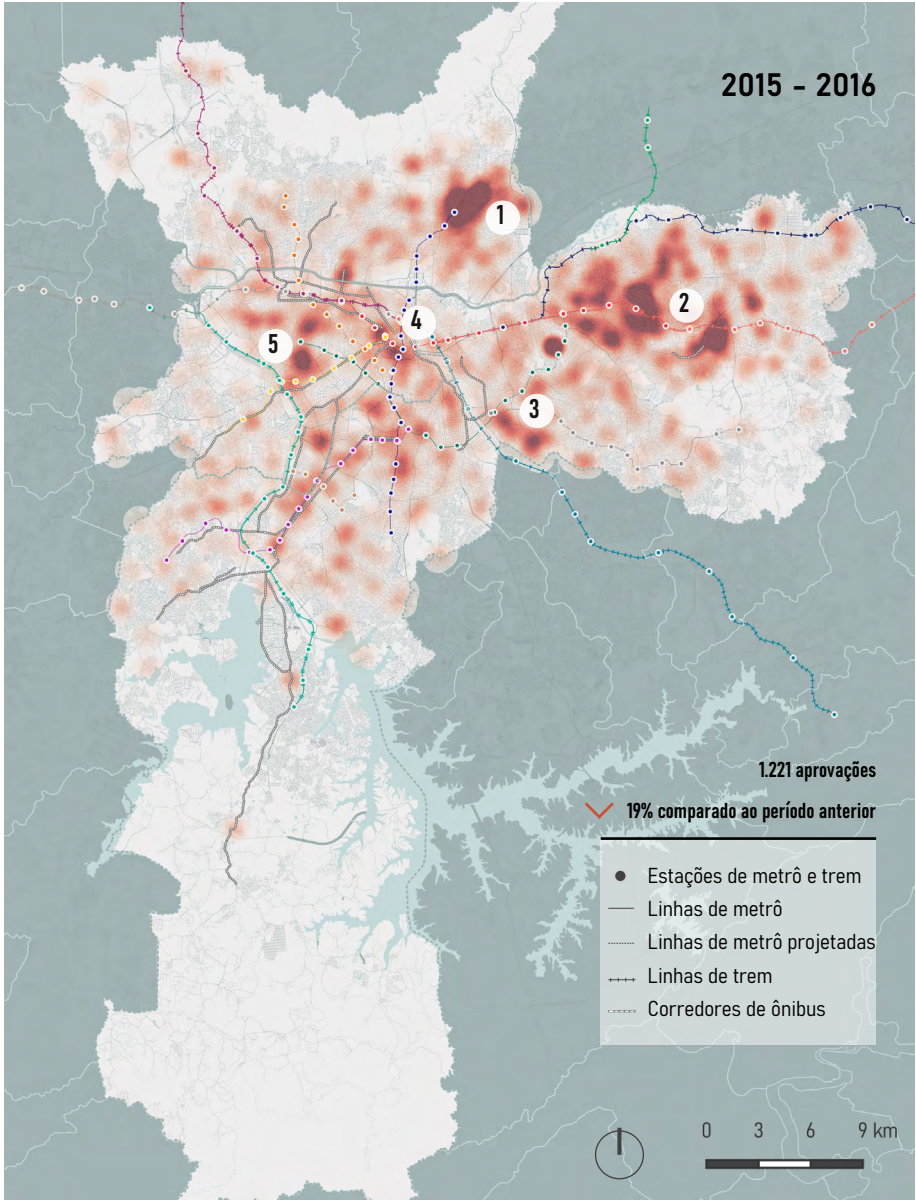 2015 - 2016
1
2
4
5
3
1.221 aprovações
19% comparado ao período anterior
Estações de metrô e trem
Linhas de metrô
Linhas de metrô projetadas
Linhas de trem
Corredores de ônibus
0 3 6 9 km